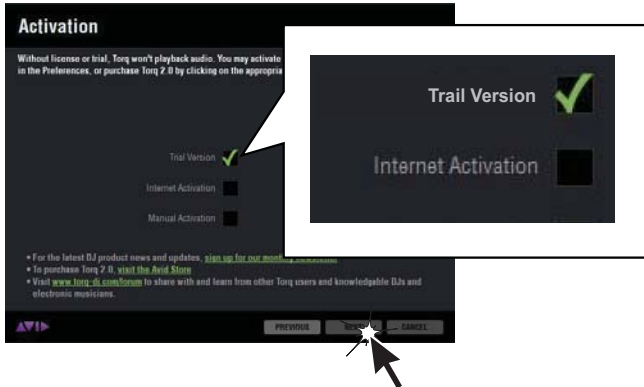 Activation
Without license or trial, Torq won't playback audio. You may activate
in the Preferences, or purchase Torq 2.0 by clicking on the appropria
Trial Version
Internet Activation
Manual Activation
Trail Version
Internet Activation
• For the latest DJ product news and updates, sign up for our monthly newsletter
• To purchase Torq 2.0, visit the Avid Store
• Visit www.torq-dj.com/forum to share with and learn from other Torq users and knowledgable DJs and
electronic musicians.
AVID
PREVIOUS
NEXT
CANCEL